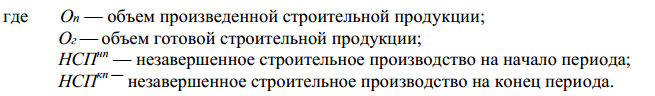 где Оп — объем произведенной строительной продукции;
Ог — объем готовой строительной продукции;
НСПнп — незавершенное строительное производство на начало периода;
НСПкп — незавершенное строительное производство на конец периода.